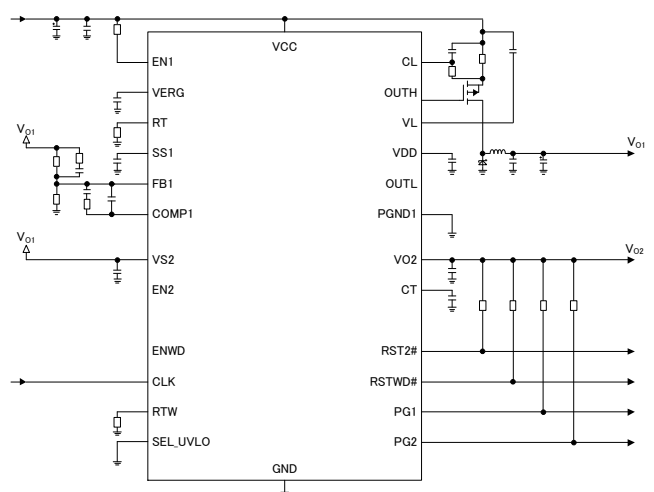 VCC
EN1
CL
VERG
OUTH
RT
VL
VO1
SS1
VDD
VO1
FB1
OUTL
COMP1
PGND1
VO1
VS2
VO2
VO2
EN2
CT
ENWD
RST2#
CLK
RSTWD#
RTW
PG1
SEL_UVLO
PG2
GND